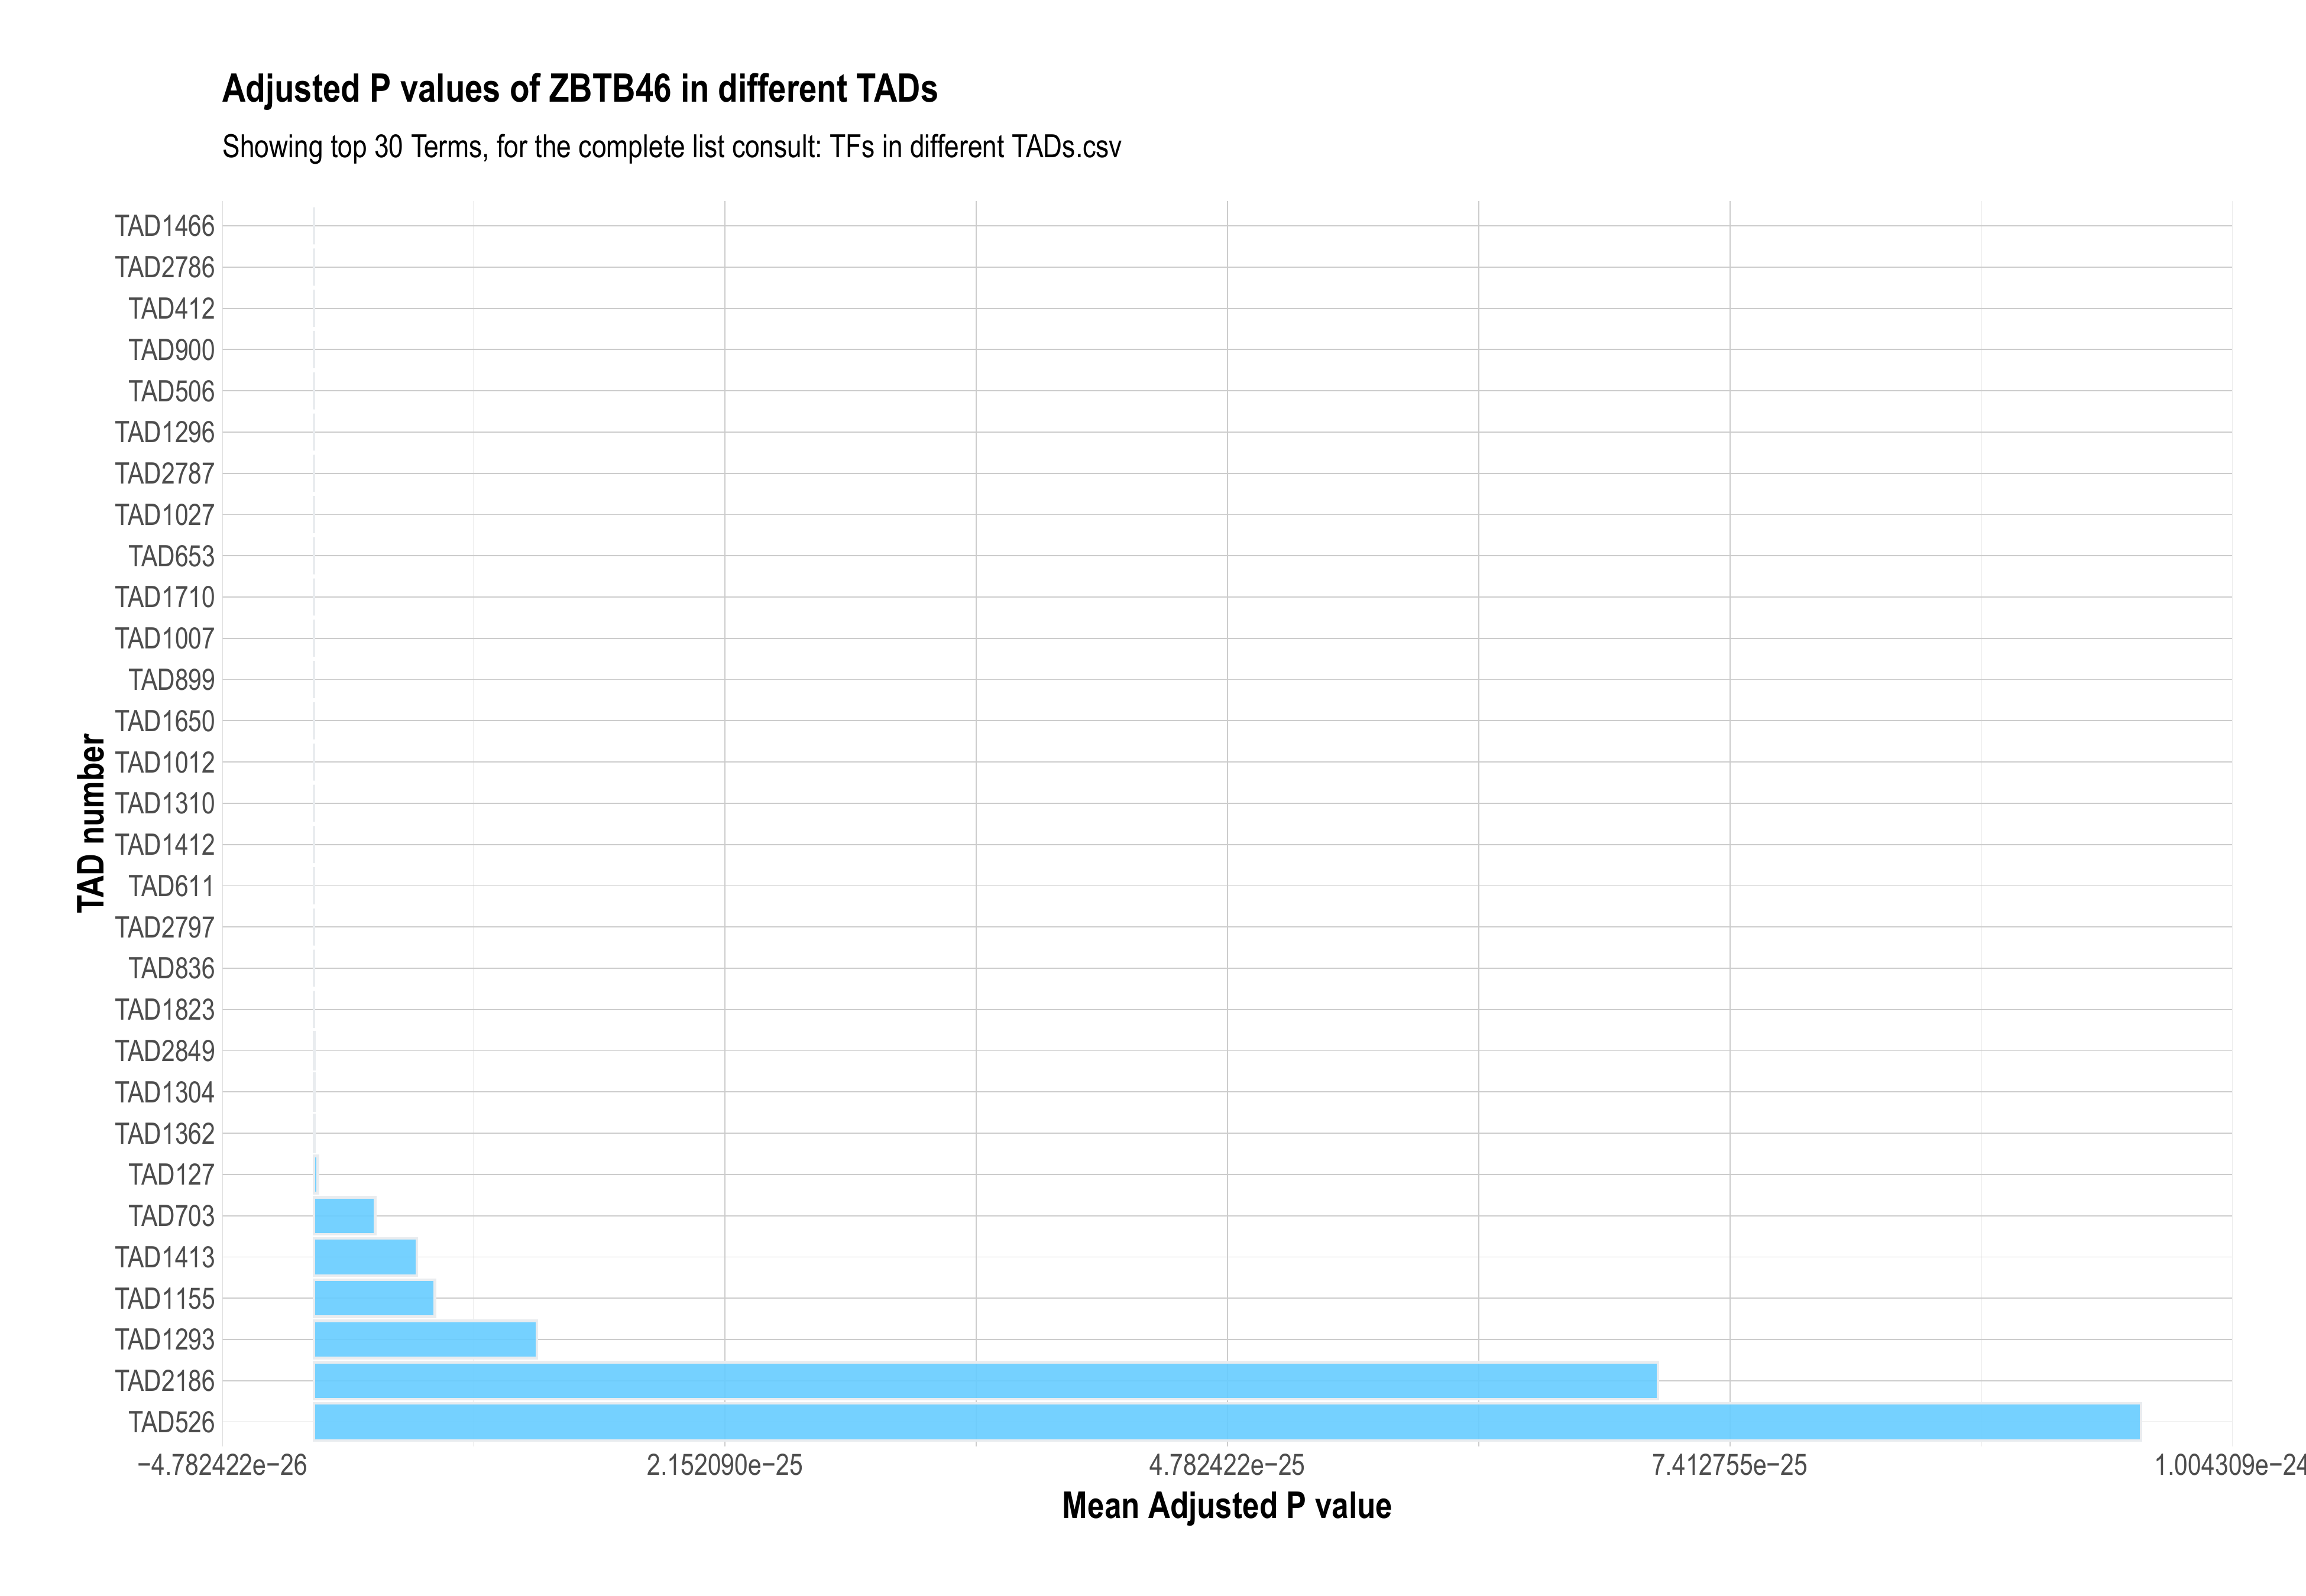 Adjusted P values of ZBTB46 in different TADs
Showing top 30 Terms, for the complete list consult: TFs in different TADs.csv
TAD number
TAD1466
TAD2786
TAD412
TAD900
TAD506
TAD1296
TAD2787
TAD1027
TAD653
TAD1710
TAD1007
TAD899
TAD1650
TAD1012
TAD1310
TAD1412
TAD611
TAD2797
TAD836
TAD1823
TAD2849
TAD1304
TAD1362
TAD127
TAD703
TAD1413
TAD1155
TAD1293
TAD2186
TAD526
−4.782422e−26 2.152090e−25 4.782422e−25 7.412755e−25 1.004309e−24
Mean Adjusted P value